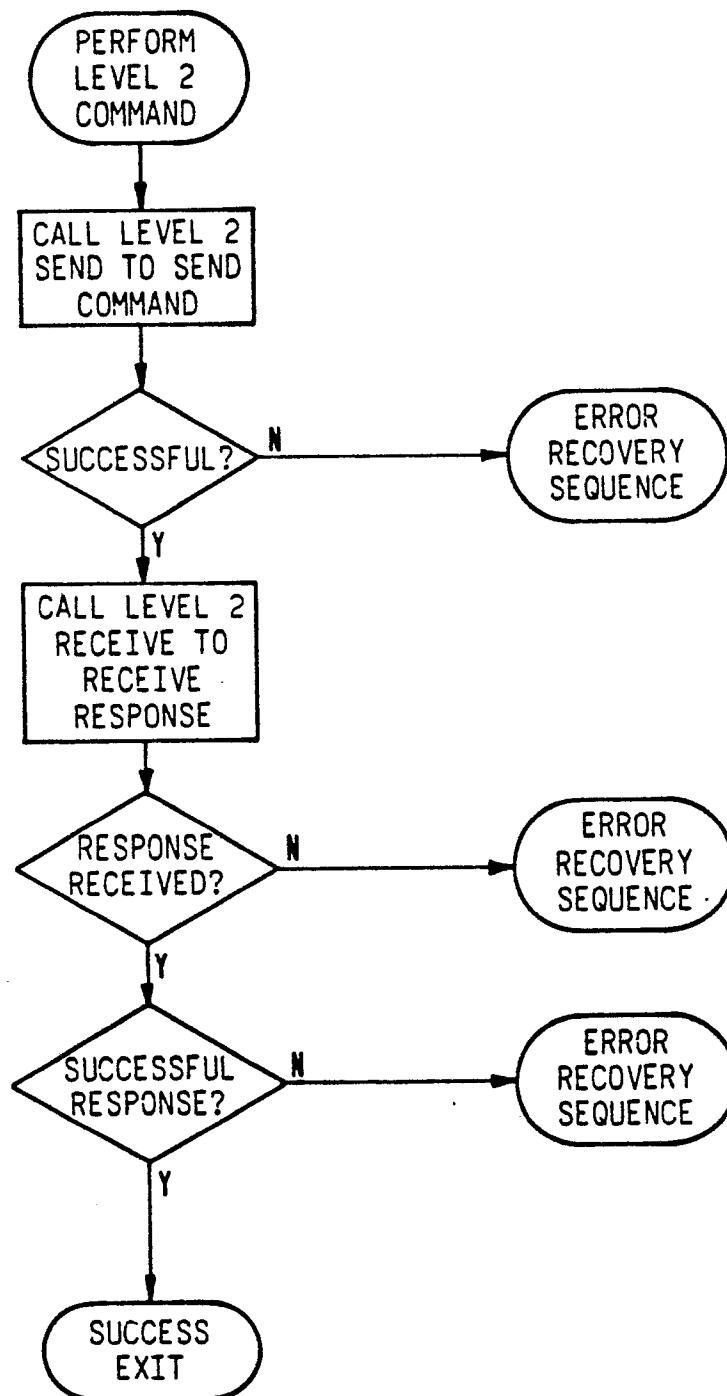 PERFORM
LEVEL 2
COMMAND
CALL LEVEL 2
SEND TO SEND
COMMAND
SUCCESSFUL?
N
ERROR
RECOVERY
SEQUENCE
Y
CALL LEVEL 2
RECEIVE TO
RECEIVE
RESPONSE
RESPONSE
RECEIVED?
N
ERROR
RECOVERY
SEQUENCE
Y
SUCCESSFUL
RESPONSE?
N
ERROR
RECOVERY
SEQUENCE
Y
SUCCESS
EXIT